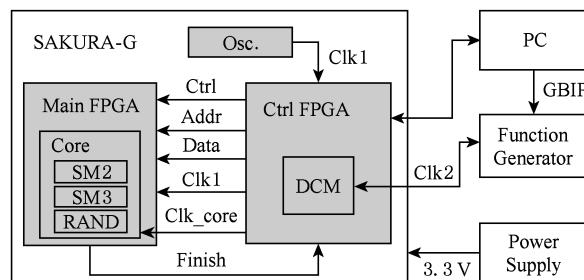 SAKURA-G
Osc.
Clk1
PC
GBIF
Main FPGA
Ctrl
Ctrl FPGA
Addr
Core
Data
SM2
SM3
RAND
Clk1
Clk_core
DCM
Clk2
Function
Generator
Finish
3.3 V
Power
Supply